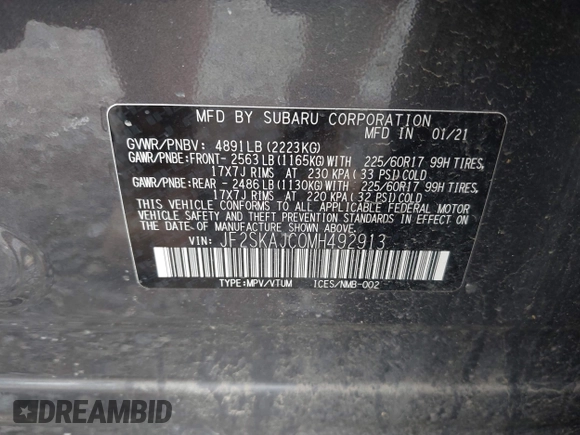 MFD BY SUBARU CORPORATION
MFD IN 01/21
GVWR/PNBV: 4891LB (2223KG)
GAWR/PNBE: FRONT- 2563 LB (1165KG) WITH 225/60R17 99H TIRES,
17X7J RIMS AT 230 KPA (33 PSI) COLD
GAWR/PNBE: REAR - 2486 LB (1130KG) WITH 225/60R17 99H TIRES,
17X7J RIMS AT 220 KPA (32 PSI) COLD
THIS VEHICLE CONFORMS TO ALL APPLICABLE FEDERAL MOTOR
VEHICLE SAFETY AND THEFT PREVENTION STANDARDS IN EFFECT
ON THE DATE OF MANUFACTURE SHOWN ABOVE.
VIN: JF2SKAJC0MH492913
TYPE:MPV/VTUM ICES/NMB-002
DREAMBID